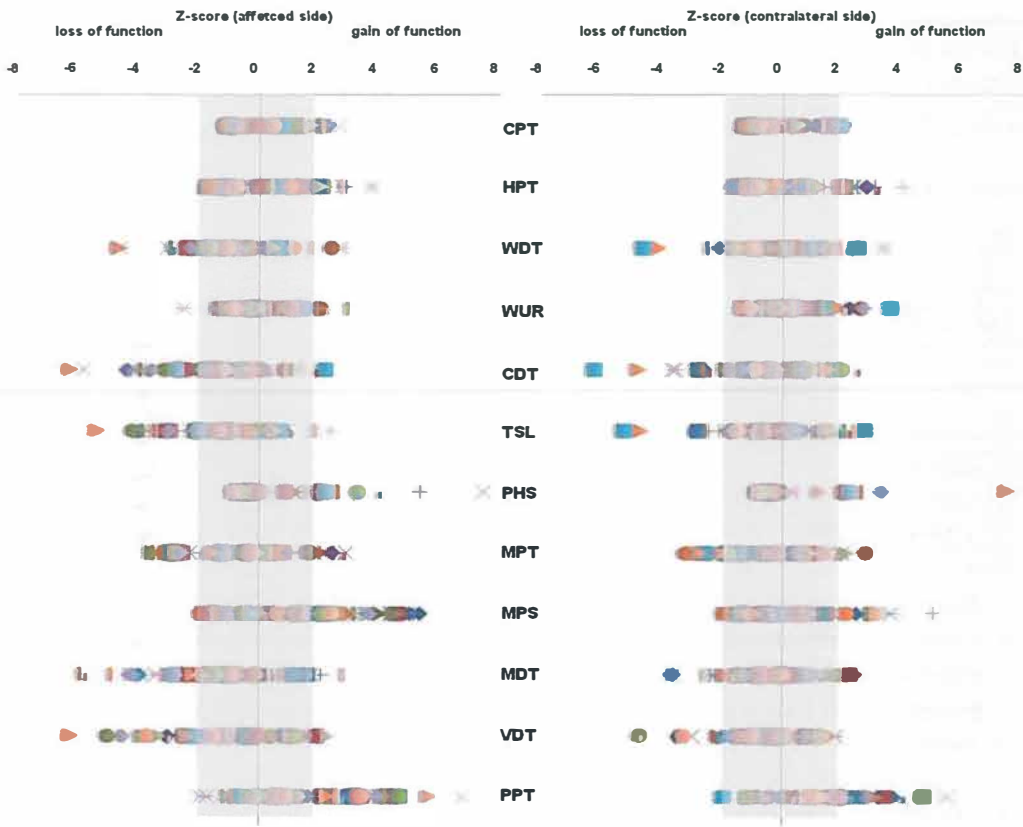 Z-score (affetced side)
Z-score (contralateral side)
loss of function gain of function
loss of function gain of function
-8 -6 -4 -2 0 2 4 6 8
-8 -6 -4 -2 0 2 4 6 8
CPT
HPT
WDT
WUR
CDT
TSL
PHS
MPT
MPS
MDT
VDT
PPT